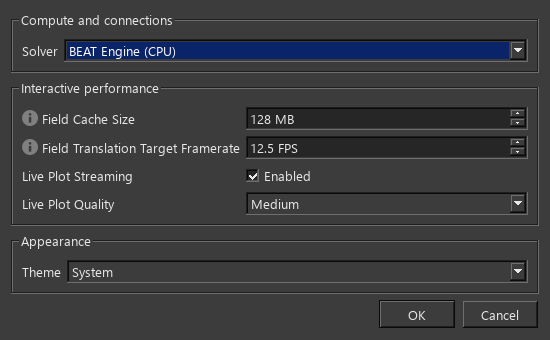 Compute and connections
Solver BEAT Engine (CPU)
Interactive performance
Field Cache Size 128 MB
Field Translation Target Framerate 12.5 FPS
Live Plot Streaming Enabled
Live Plot Quality Medium
Appearance
Theme System
OK Cancel